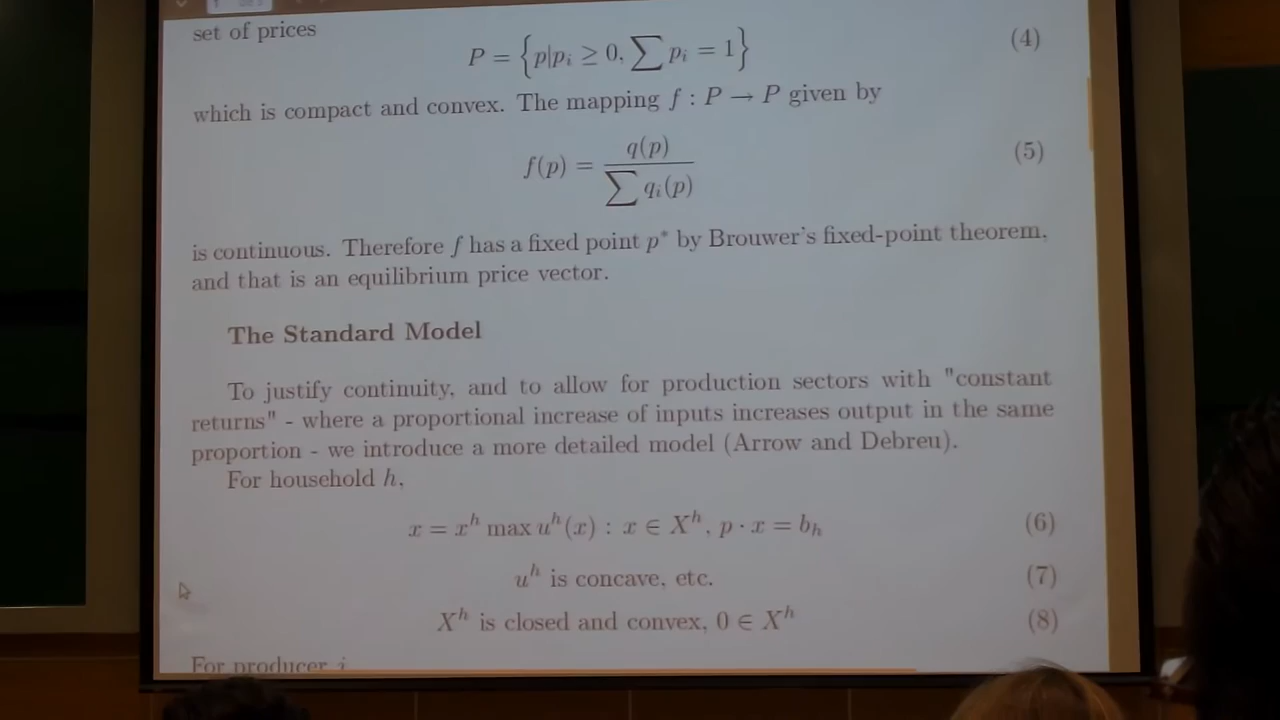 set of prices
P = {p|p_i ≥ 0, ∑ p_i = 1} (4)
which is compact and convex. The mapping f : P → P given by
f(p) = q(p) / ∑ q_i(p) (5)
is continuous. Therefore f has a fixed point p* by Brouwer's fixed-point theorem,
and that is an equilibrium price vector.
The Standard Model
To justify continuity, and to allow for production sectors with "constant
returns" - where a proportional increase of inputs increases output in the same
proportion - we introduce a more detailed model (Arrow and Debreu).
For household h,
x = x^h max u^h(x) : x ∈ X^h, p · x = b_h (6)
u^h is concave, etc. (7)
X^h is closed and convex, 0 ∈ X^h (8)
For producer